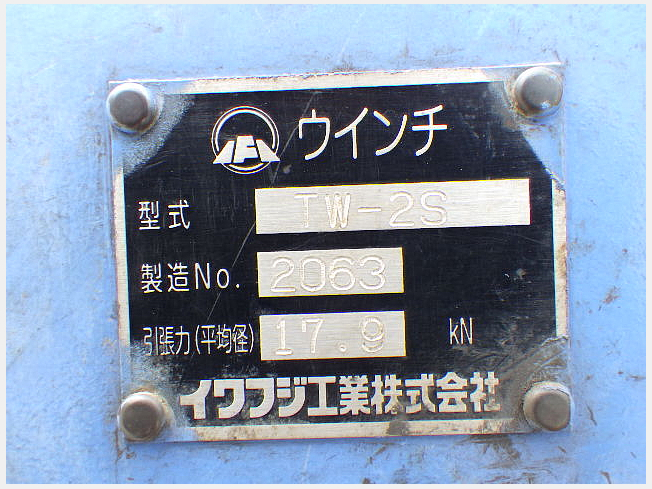 ウインチ
型式 TW-2S
製造No. 2063
引張力(平均径) 17.9 kN
イワフジ工業株式会社